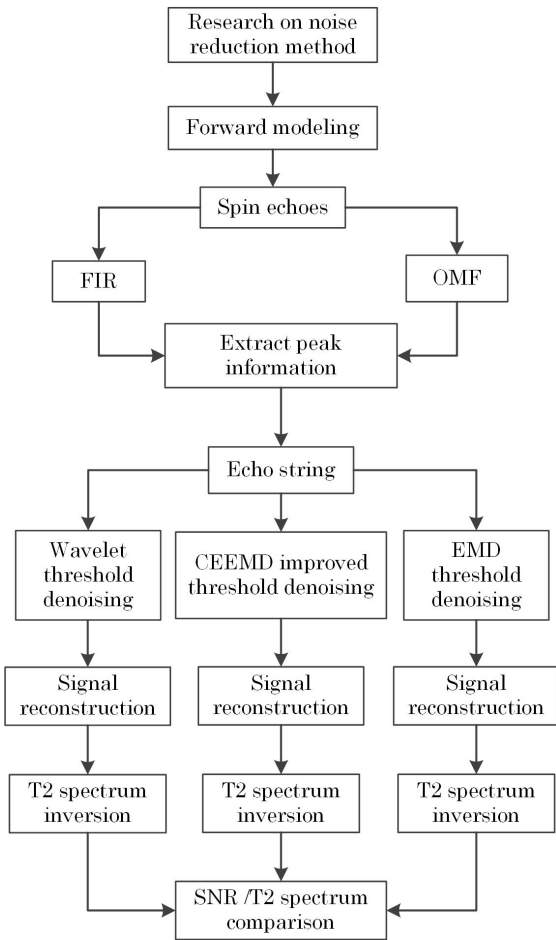 Research on noise
reduction method
Forward modeling
Spin echoes
FIR
OMF
Extract peak
information
Echo string
Wavelet
threshold
denoising
CEEMD improved
threshold denoising
EMD
threshold
denoising
Signal
reconstruction
Signal
reconstruction
Signal
reconstruction
T2 spectrum
inversion
T2 spectrum
inversion
T2 spectrum
inversion
SNR /T2 spectrum
comparison